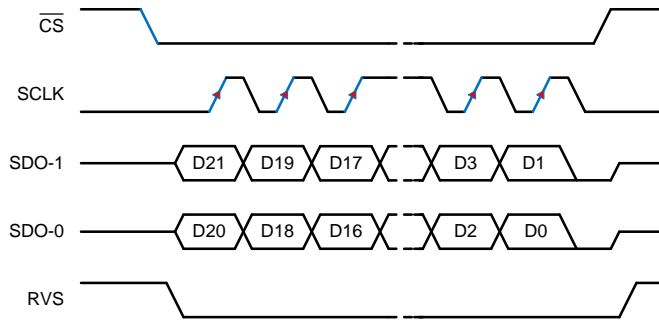 CS
SCLK
SDO-1 D21 D19 D17 D3 D1
SDO-0 D20 D18 D16 D2 D0
RVS